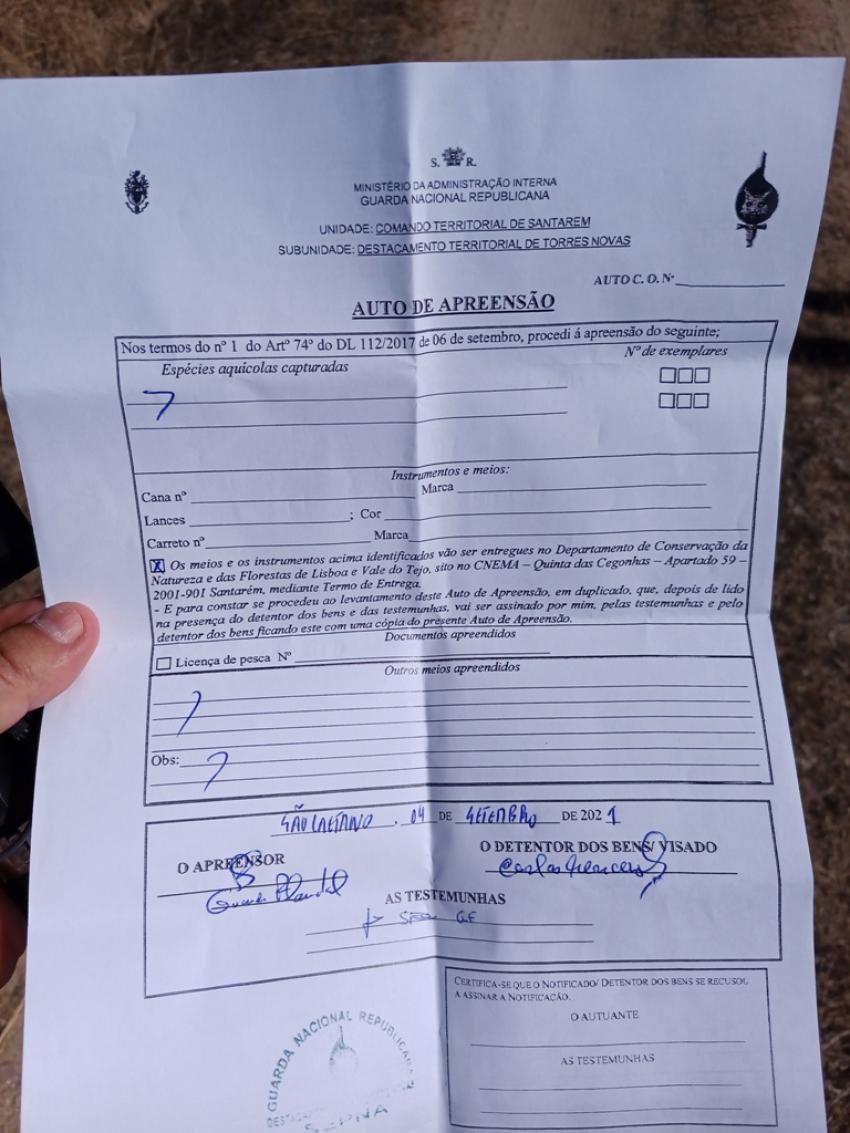 S. R.
MINISTÉRIO DA ADMINISTRAÇÃO INTERNA
GUARDA NACIONAL REPUBLICANA
UNIDADE: COMANDO TERRITORIAL DE SANTAREM
SUBUNIDADE: DESTACAMENTO TERRITORIAL DE TORRES NOVAS
AUTO C. O. Nº
AUTO DE APREENSÃO
Nos termos do nº 1 do Artº 74º do DL 112/2017 de 06 de setembro, procedi á apreensão do seguinte;
Espécies aquícolas capturadas Nº de exemplares
Instrumentos e meios:
Cana nº Marca
Lances ; Cor
Carreto nº Marca
X Os meios e os instrumentos acima identificados vão ser entregues no Departamento de Conservação da
Natureza e das Florestas de Lisboa e Vale do Tejo, sito no CNEMA – Quinta das Cegonhas – Apartado 59 –
2001-901 Santarém, mediante Termo de Entrega.
- E para constar se procedeu ao levantamento deste Auto de Apreensão, em duplicado, que, depois de lido
na presença do detentor dos bens e das testemunhas, vai ser assinado por mim, pelas testemunhas e pelo
detentor dos bens ficando este com uma cópia do presente Auto de Apreensão.
Documentos apreendidos
Licença de pesca Nº
Outros meios apreendidos
Obs:
SÃO CAETANO, 04 DE SETEMBRO DE 2021
O APREENSOR O DETENTOR DOS BENS/ VISADO
Carlos
AS TESTEMUNHAS
CERTIFICA-SE QUE O NOTIFICADO/ DETENTOR DOS BENS SE RECUSOU
A ASSINAR A NOTIFICAÇÃO.
O AUTUANTE
AS TESTEMUNHAS
GUARDA NACIONAL REPUBLICANA
SEPNA